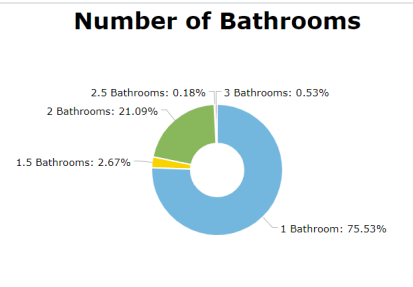 Number of Bathrooms
2.5 Bathrooms: 0.18%
3 Bathrooms: 0.53%
2 Bathrooms: 21.09%
1.5 Bathrooms: 2.67%
1 Bathroom: 75.53%